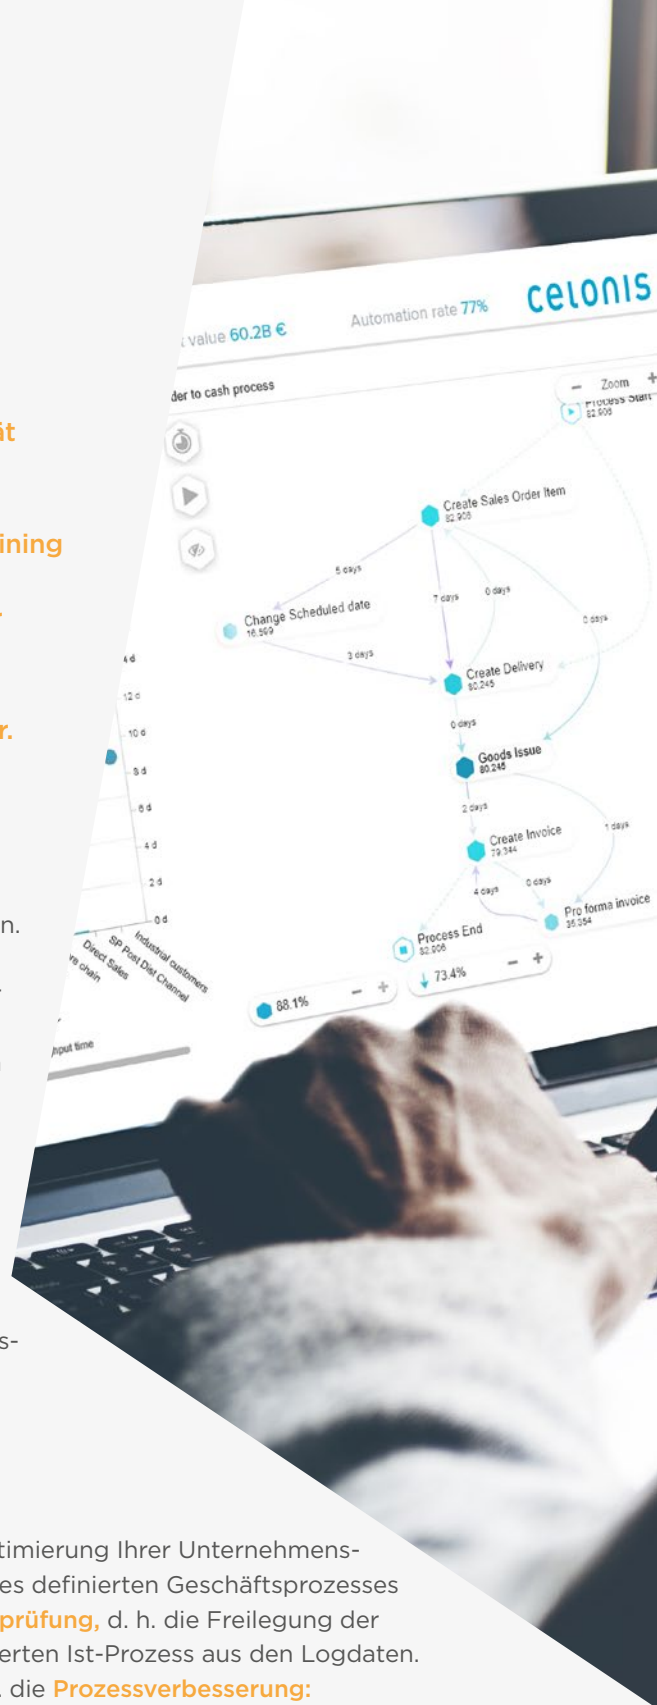 value 60.2B €
Automation rate 77%
celonis
der to cash process
Zoom
Process Start
82.906
Create Sales Order Item
82.906
5 days
7 days
0 days
0 days
Change Scheduled date
16.599
3 days
Create Delivery
80.245
0 days
Goods Issue
80.245
2 days
1 days
Create Invoice
79.344
4 days
0 days
Pro forma invoice
35.354
Process End
82.906
88.1%
73.4%
4 d
12 d
10 d
8 d
6 d
4 d
2 d
0 d
re chain
Direct Sales
SP Post Dist Channel
Industrial customers
hput time
ät
ining
r.
n.
s-
timierung Ihrer Unternehmens-
es definierten Geschäftsprozesses
prüfung, d. h. die Freilegung der
erten Ist-Prozess aus den Logdaten.
die Prozessverbesserung: